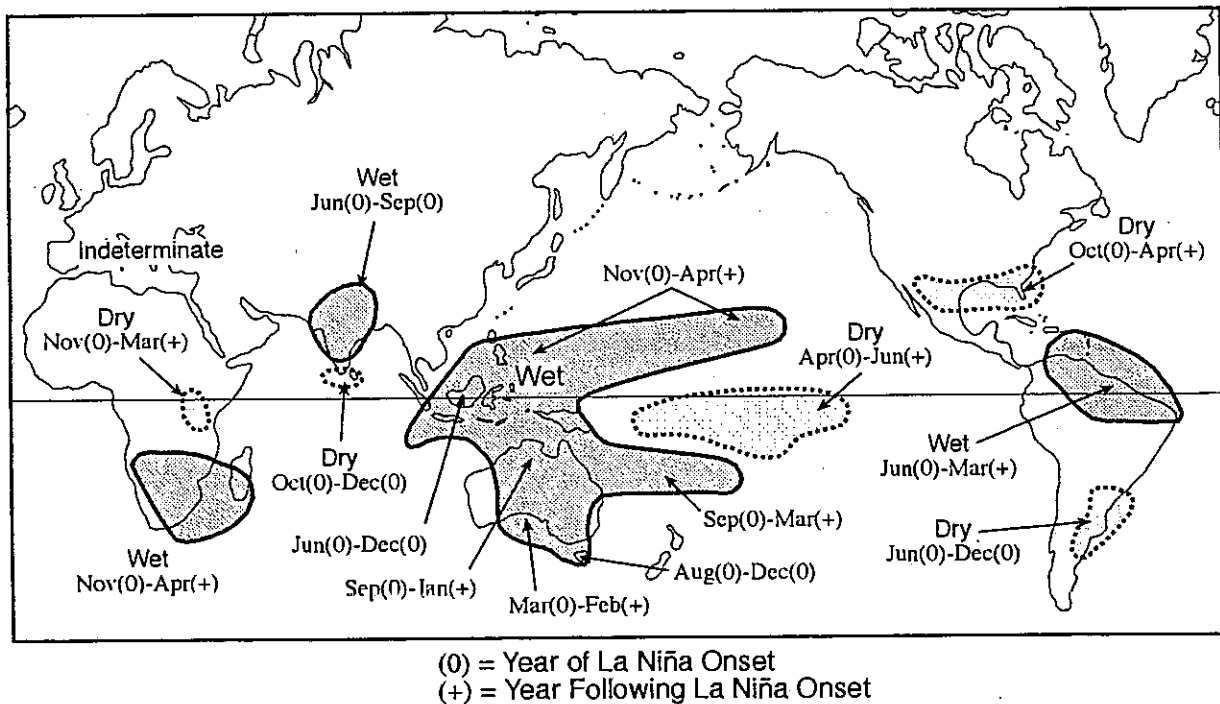 Wet
Jun(0)-Sep(0)
Indeterminate
Dry
Nov(0)-Mar(+)
Nov(0)-Apr(+)
Dry
Oct(0)-Apr(+)
Dry
Apr(0)-Jun(+)
Wet
Dry
Oct(0)-Dec(0)
Wet
Jun(0)-Mar(+)
Jun(0)-Dec(0)
Sep(0)-Mar(+)
Dry
Jun(0)-Dec(0)
Wet
Nov(0)-Apr(+)
Sep(0)-Jan(+)
Aug(0)-Dec(0)
Mar(0)-Feb(+)
(0) = Year of La Niña Onset
(+) = Year Following La Niña Onset